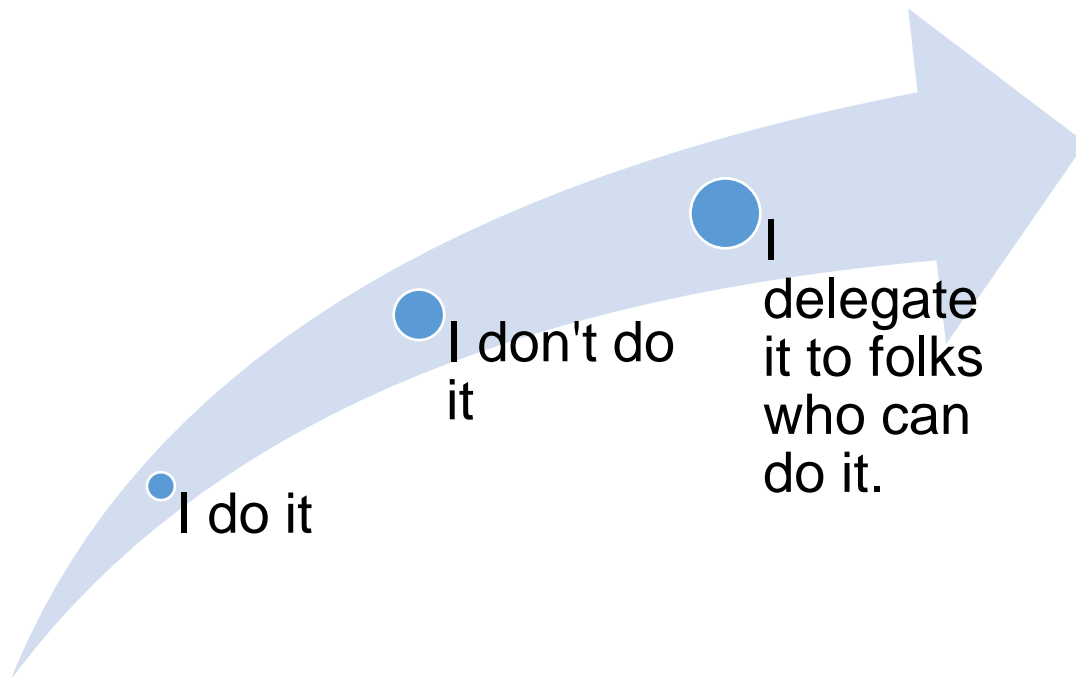 I do it
I don't do
it
I
delegate
it to folks
who can
do it.